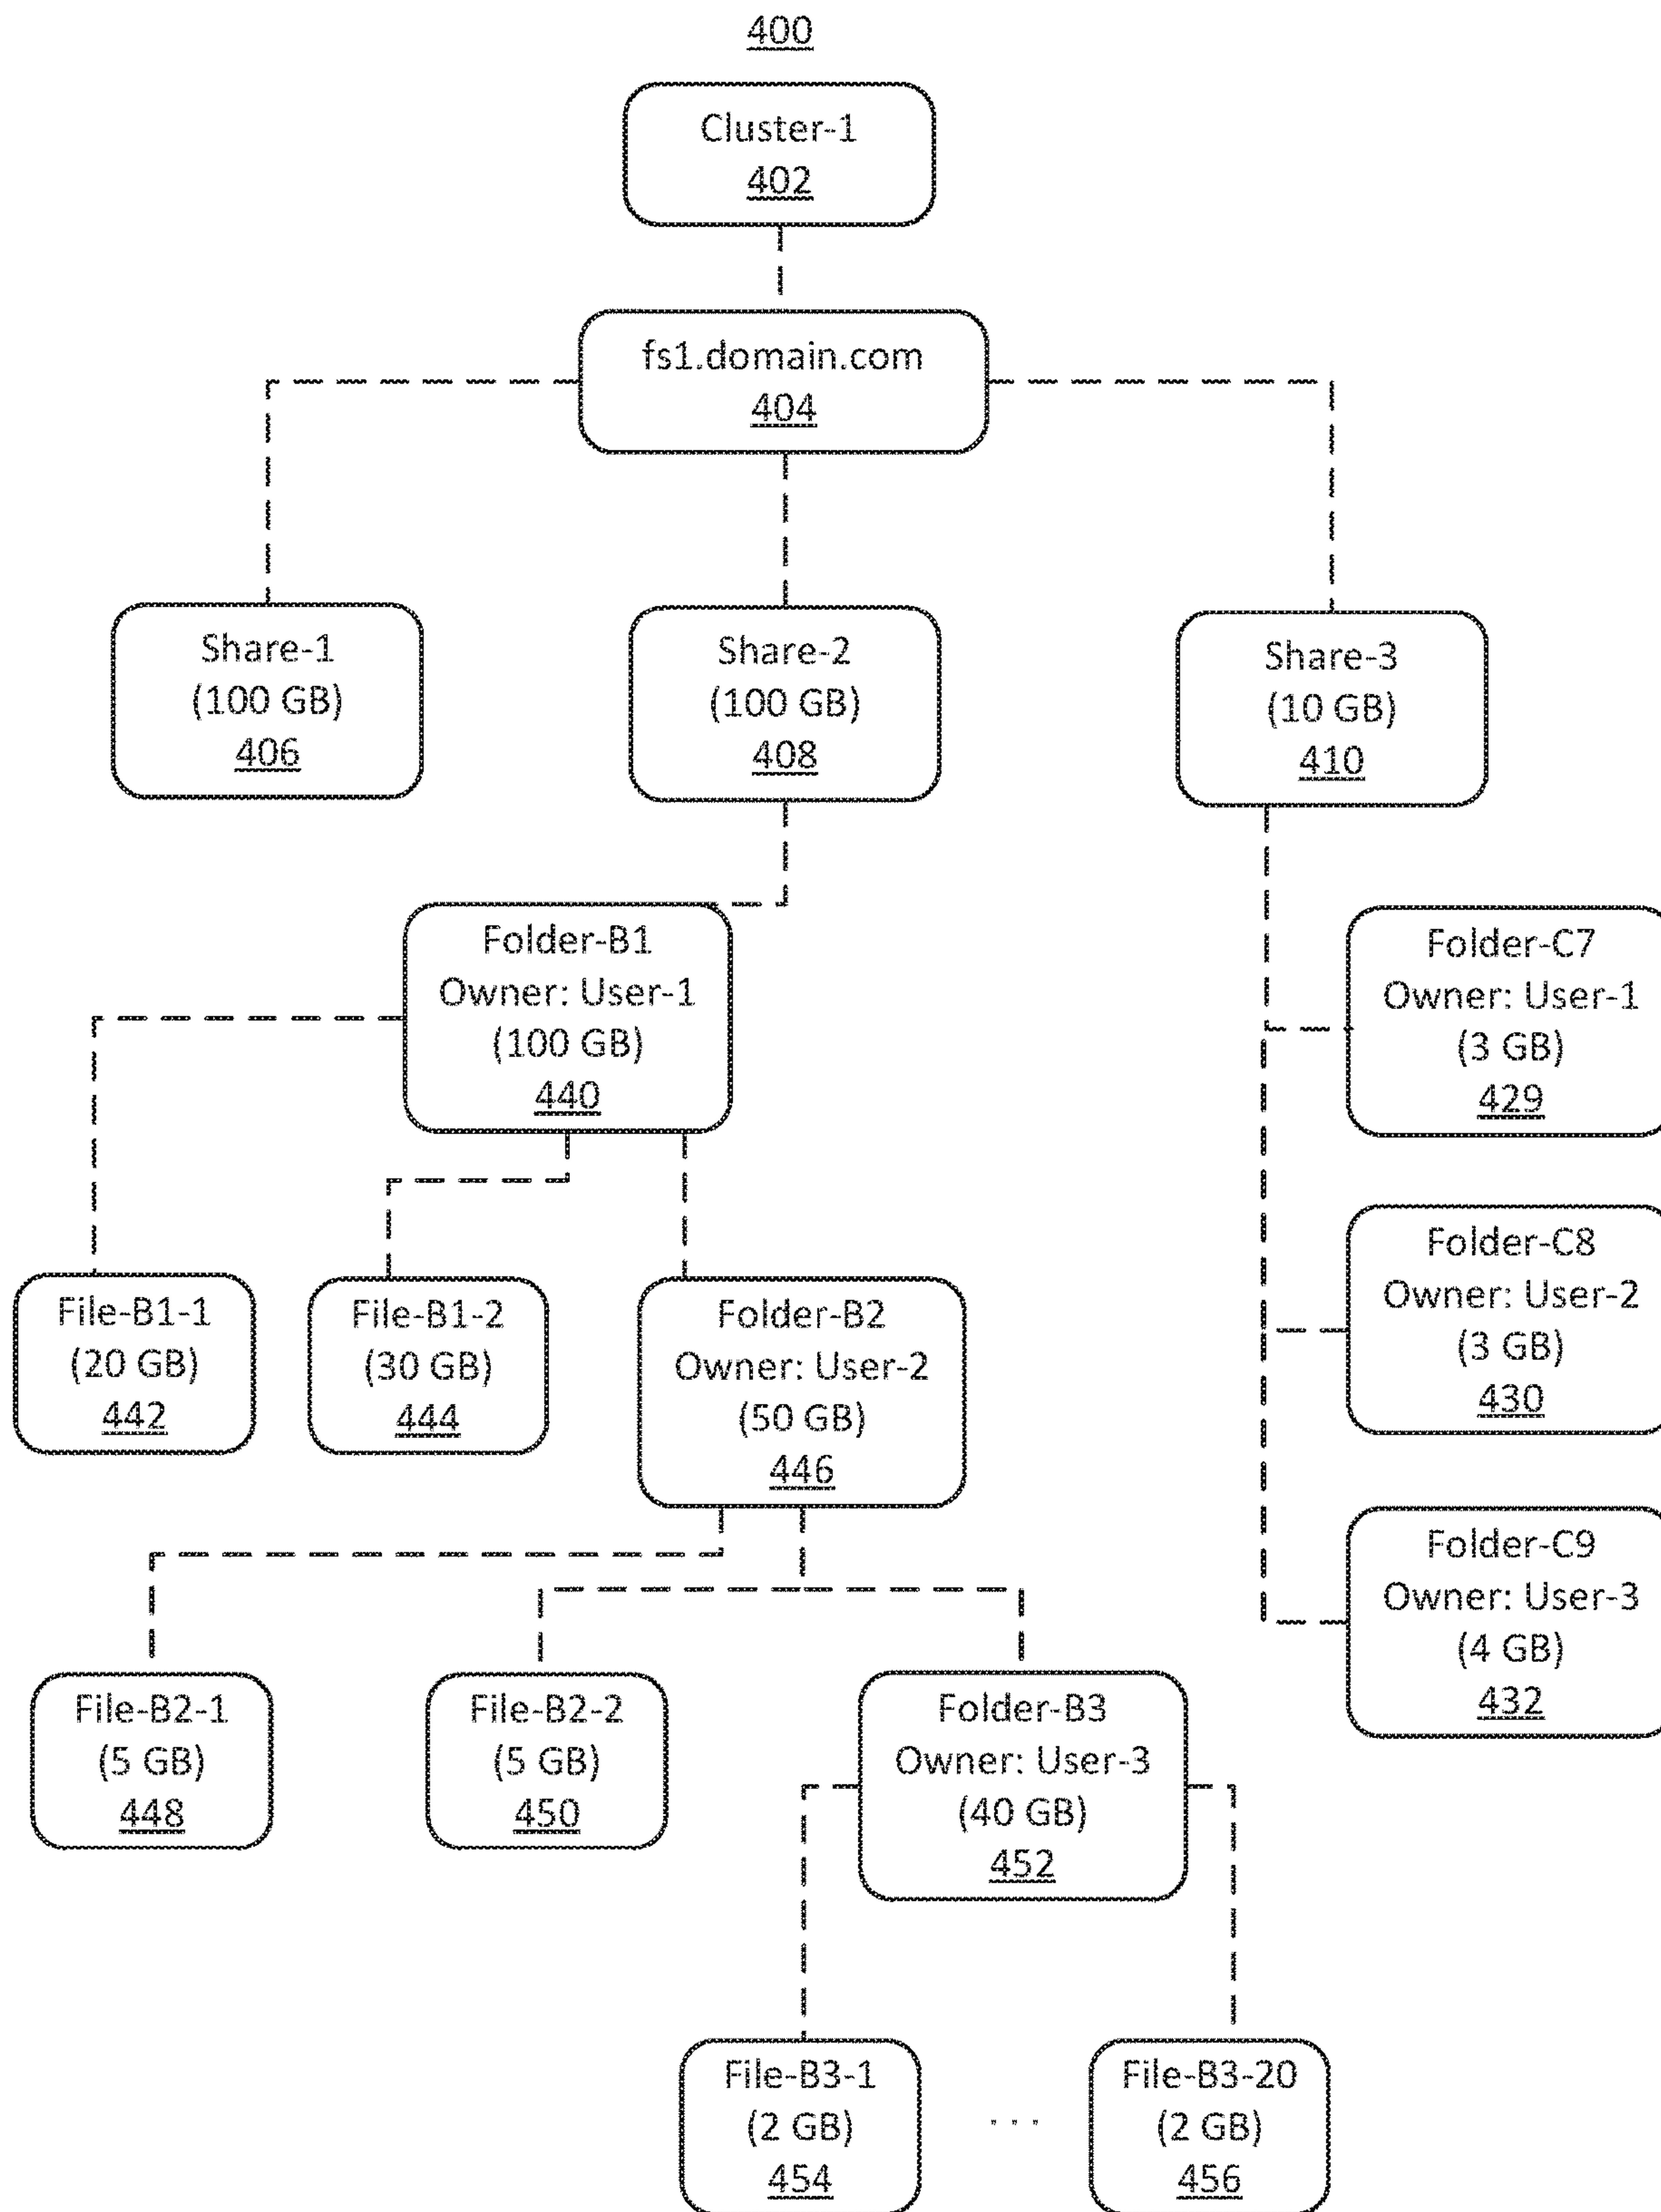 400
Cluster-1
402
fs1.domain.com
404
Share-1
(100 GB)
406
Share-2
(100 GB)
408
Share-3
(10 GB)
410
Folder-B1
Owner: User-1
(100 GB)
440
Folder-C7
Owner: User-1
(3 GB)
429
File-B1-1
(20 GB)
442
File-B1-2
(30 GB)
444
Folder-B2
Owner: User-2
(50 GB)
446
Folder-C8
Owner: User-2
(3 GB)
430
Folder-C9
Owner: User-3
(4 GB)
432
File-B2-1
(5 GB)
448
File-B2-2
(5 GB)
450
Folder-B3
Owner: User-3
(40 GB)
452
File-B3-1
(2 GB)
454
...
File-B3-20
(2 GB)
456